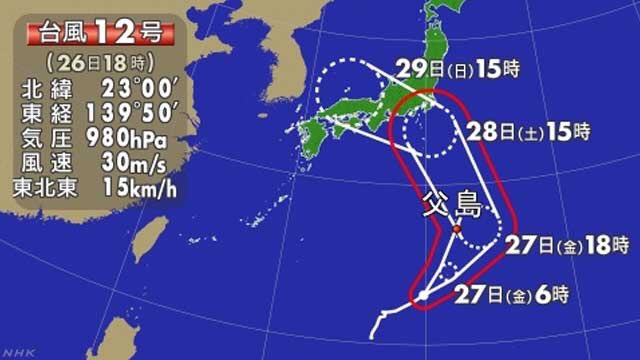 台風12号
(26日18時)
北緯 23°00′
東経 139°50′
気圧 980hPa
風速 30m/s
東北東 15km/h
29日(日)15時
28日(土)15時
父島
27日(金)18時
27日(金)6時
NHK